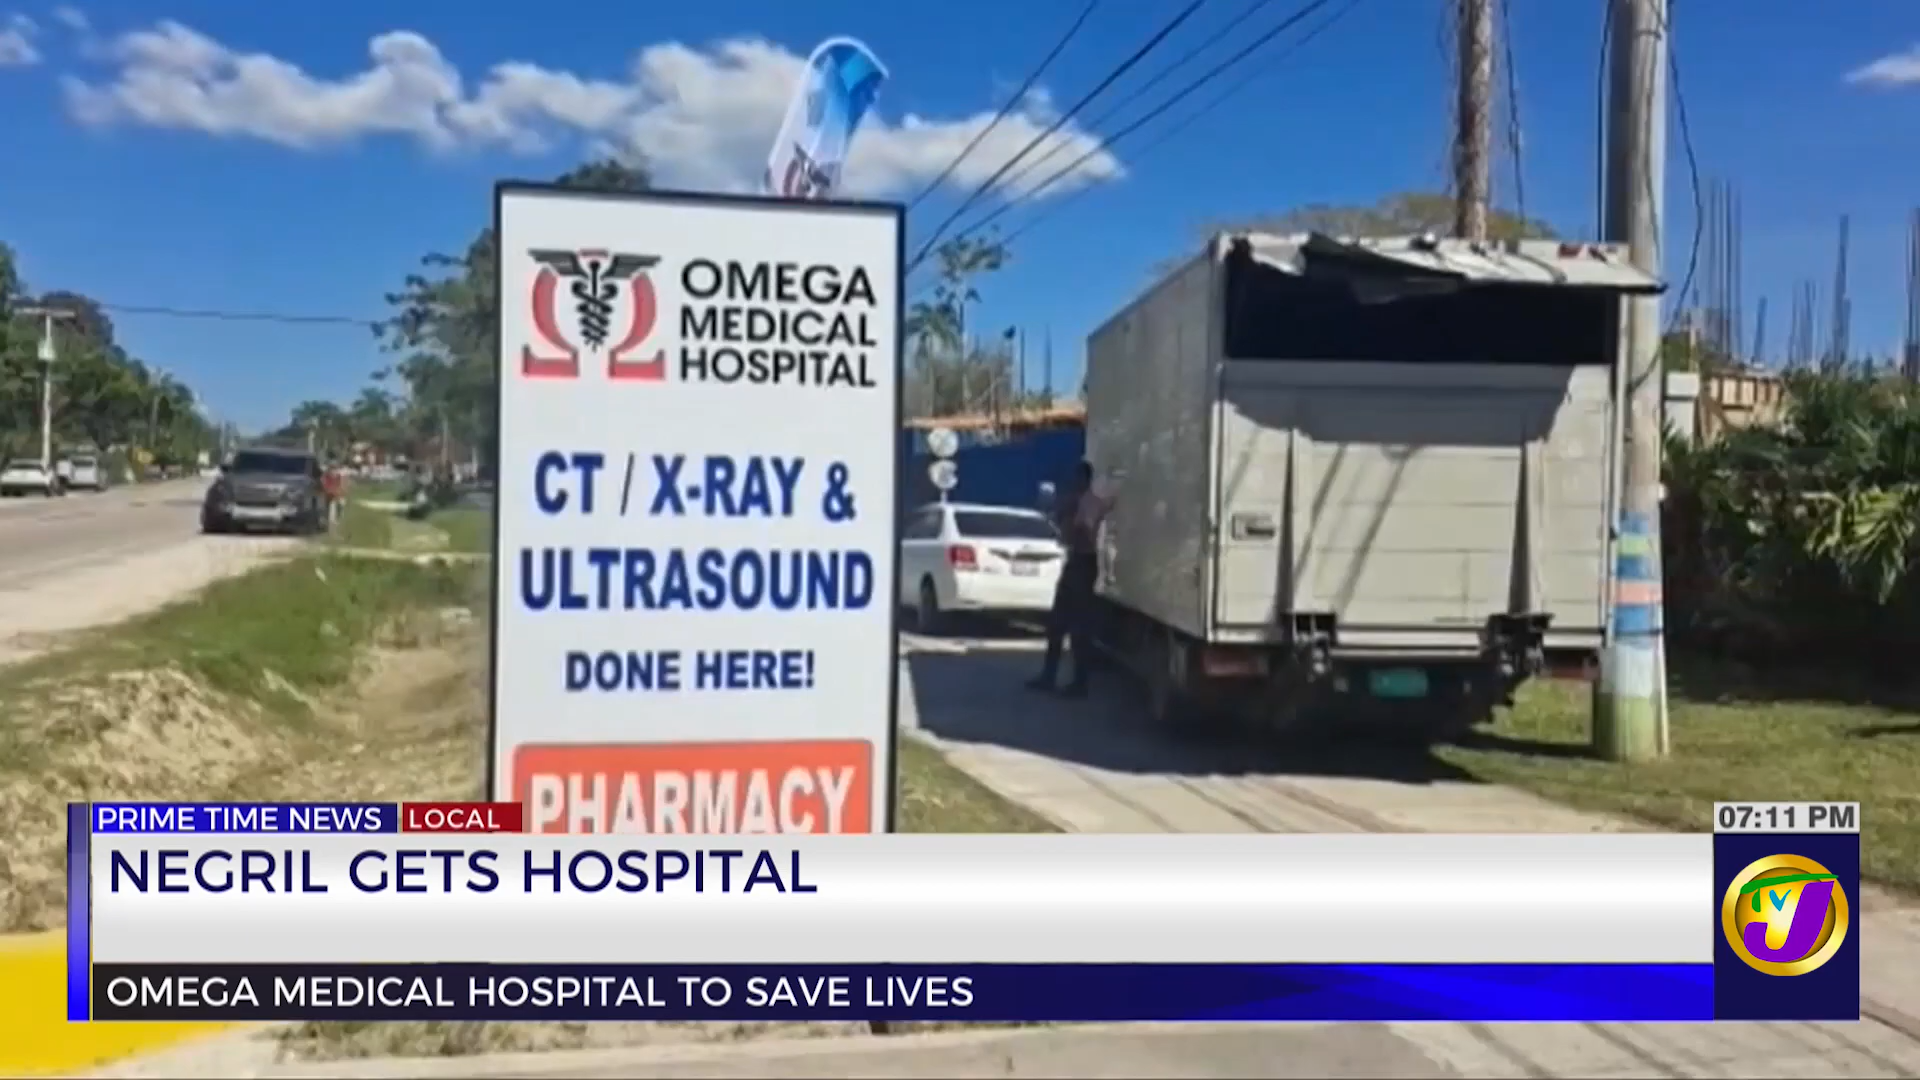 OMEGA
MEDICAL
HOSPITAL
CT / X-RAY &
ULTRASOUND
DONE HERE!
PHARMACY
PRIME TIME NEWS LOCAL
07:11 PM
NEGRIL GETS HOSPITAL
TVJ
OMEGA MEDICAL HOSPITAL TO SAVE LIVES